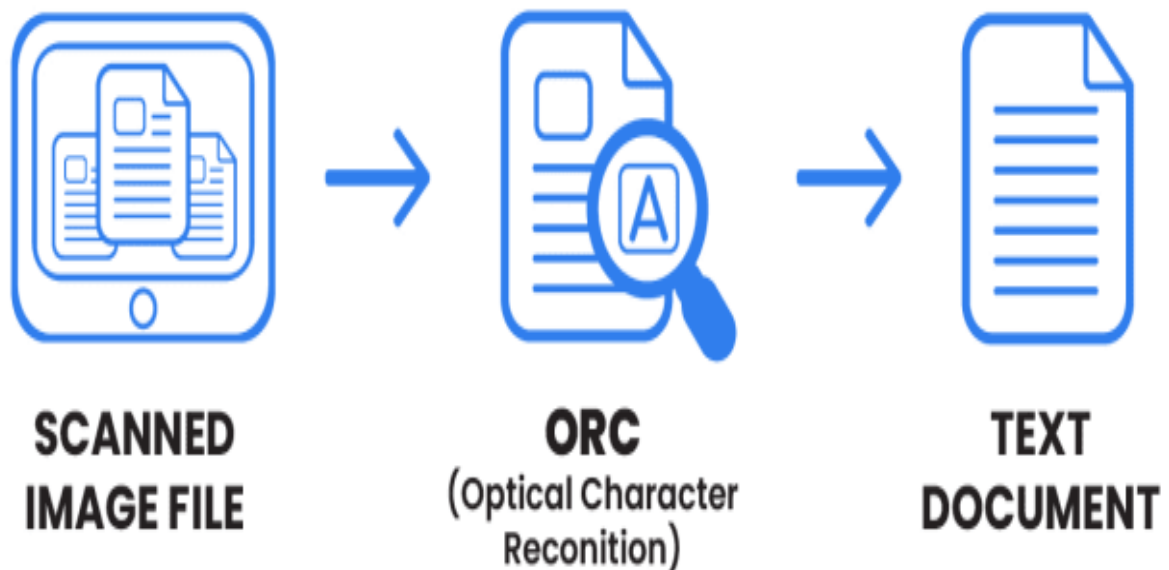 A
SCANNED
IMAGE FILE
ORC
(Optical Character
Reconition)
TEXT
DOCUMENT